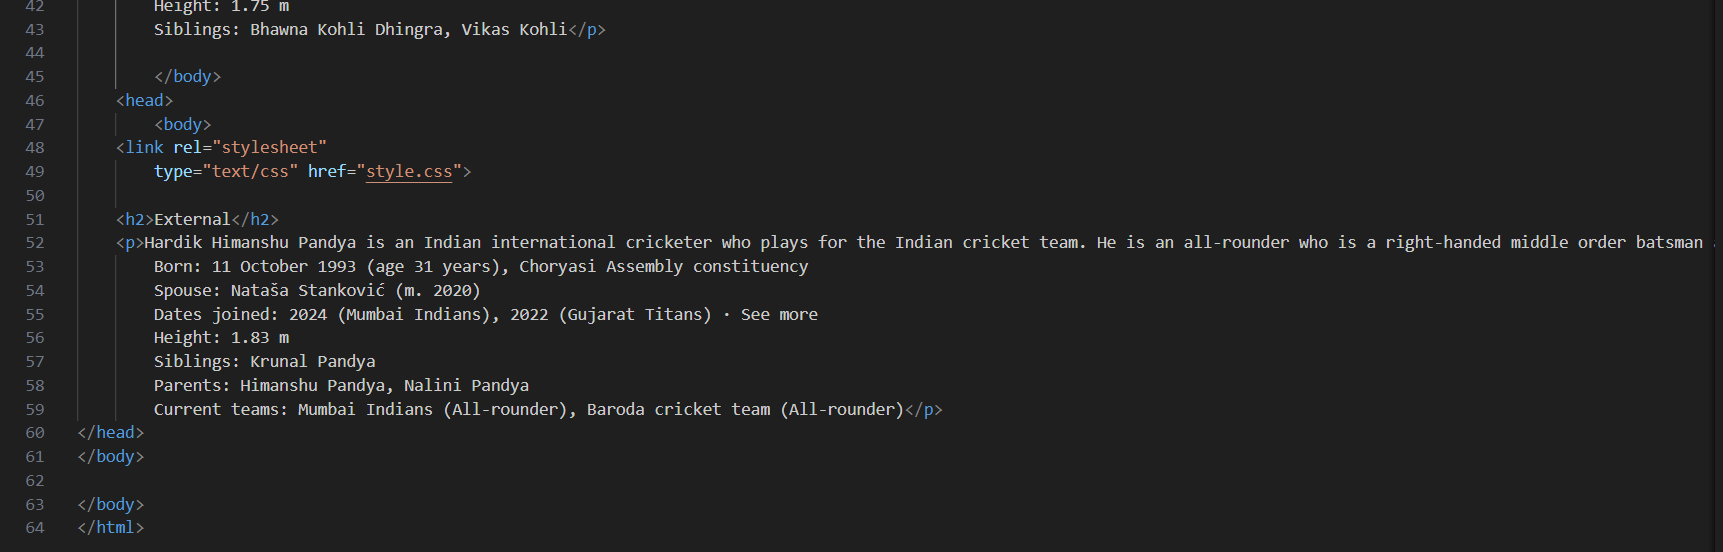 42 Height: 1.75 m
43 Siblings: Bhawna Kohli Dhingra, Vikas Kohli</p>
44
45 </body>
46 <head>
47 <body>
48 <link rel="stylesheet"
49 type="text/css" href="style.css">
50
51 <h2>External</h2>
52 <p>Hardik Himanshu Pandya is an Indian international cricketer who plays for the Indian cricket team. He is an all-rounder who is a right-handed middle order batsman
53 Born: 11 October 1993 (age 31 years), Choryasi Assembly constituency
54 Spouse: Nataša Stanković (m. 2020)
55 Dates joined: 2024 (Mumbai Indians), 2022 (Gujarat Titans) · See more
56 Height: 1.83 m
57 Siblings: Krunal Pandya
58 Parents: Himanshu Pandya, Nalini Pandya
59 Current teams: Mumbai Indians (All-rounder), Baroda cricket team (All-rounder)</p>
60 </head>
61 </body>
62
63 </body>
64 </html>